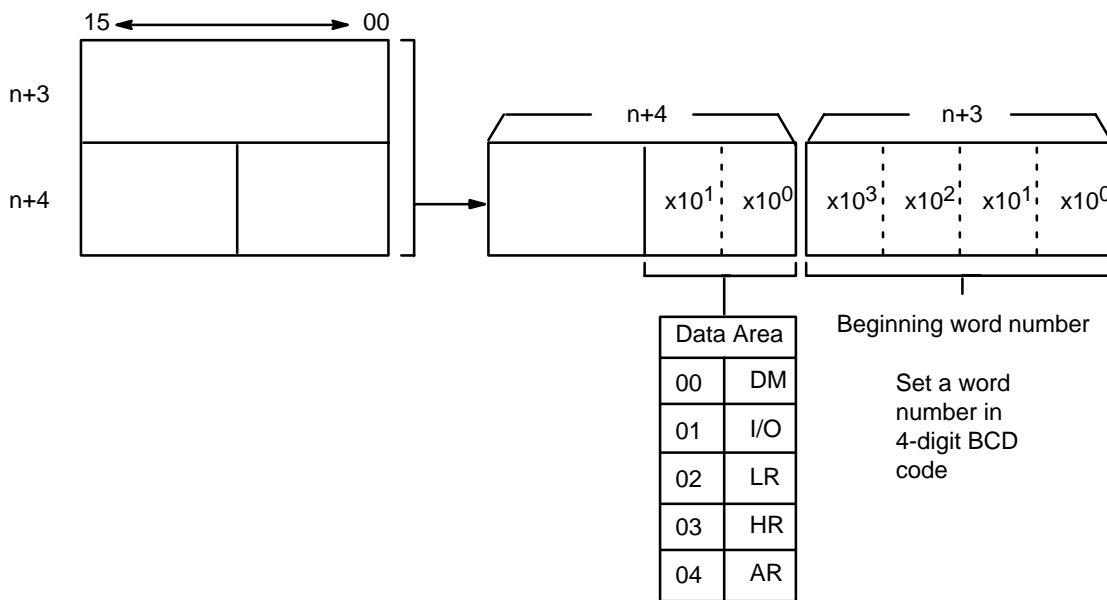 15 00
n+3
n+4
n+4 n+3
x10¹ x10⁰ x10³ x10² x10¹ x10⁰
Data Area
00 DM
01 I/O
02 LR
03 HR
04 AR
Beginning word number
Set a word
number in
4-digit BCD
code